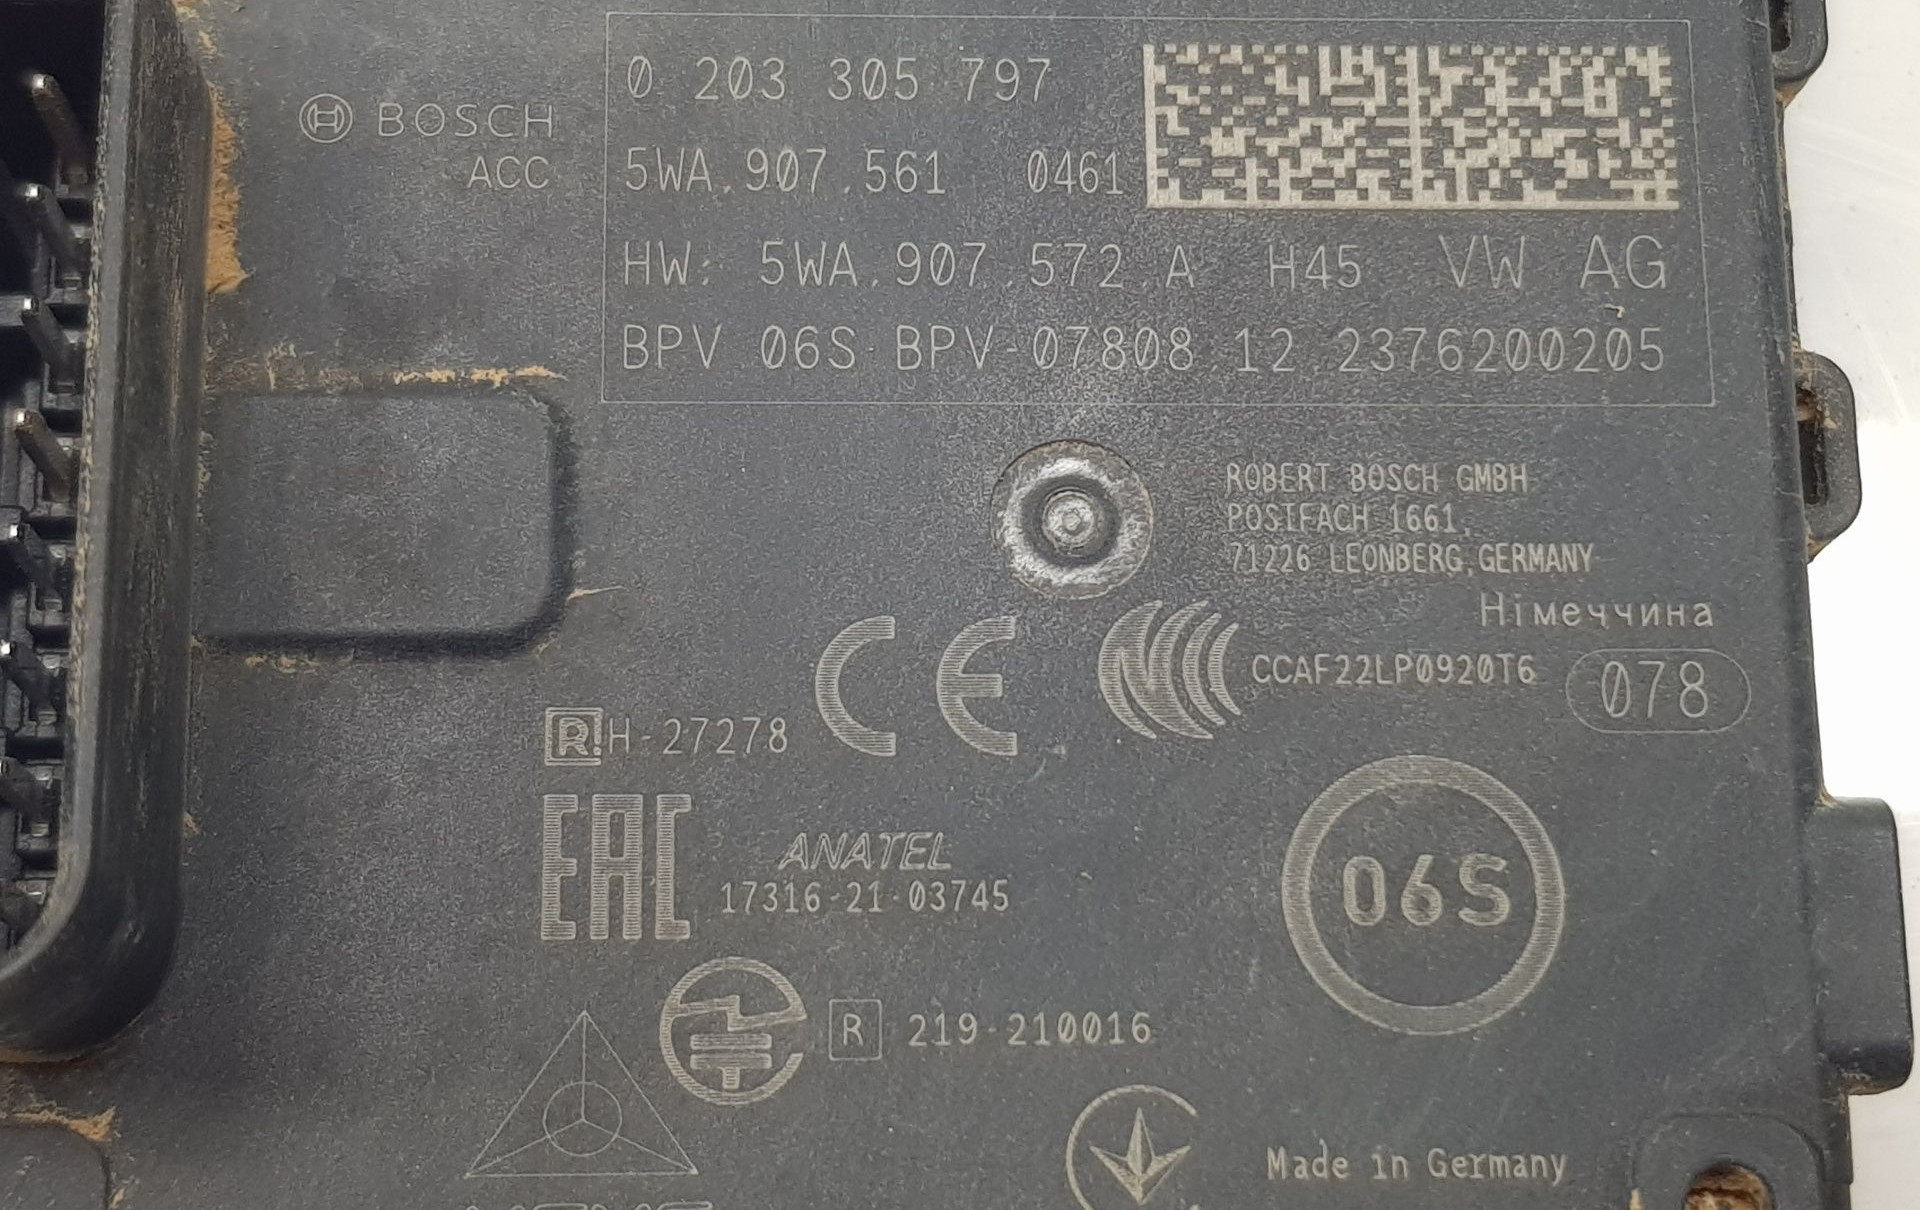 BOSCH
ACC
0 203 305 797
5WA.907.561 0461
HW: 5WA.907.572.A H45 VW AG
BPV 06S BPV-07808.12.2376200205
ROBERT BOSCH GMBH
POSTFACH 1661,
71226 LEONBERG,GERMANY
Німеччина
CE
CCAF22LP0920T6 078
R H-27278
EAC
ANATEL
17316-21-03745
06S
R 219-210016
Made in Germany